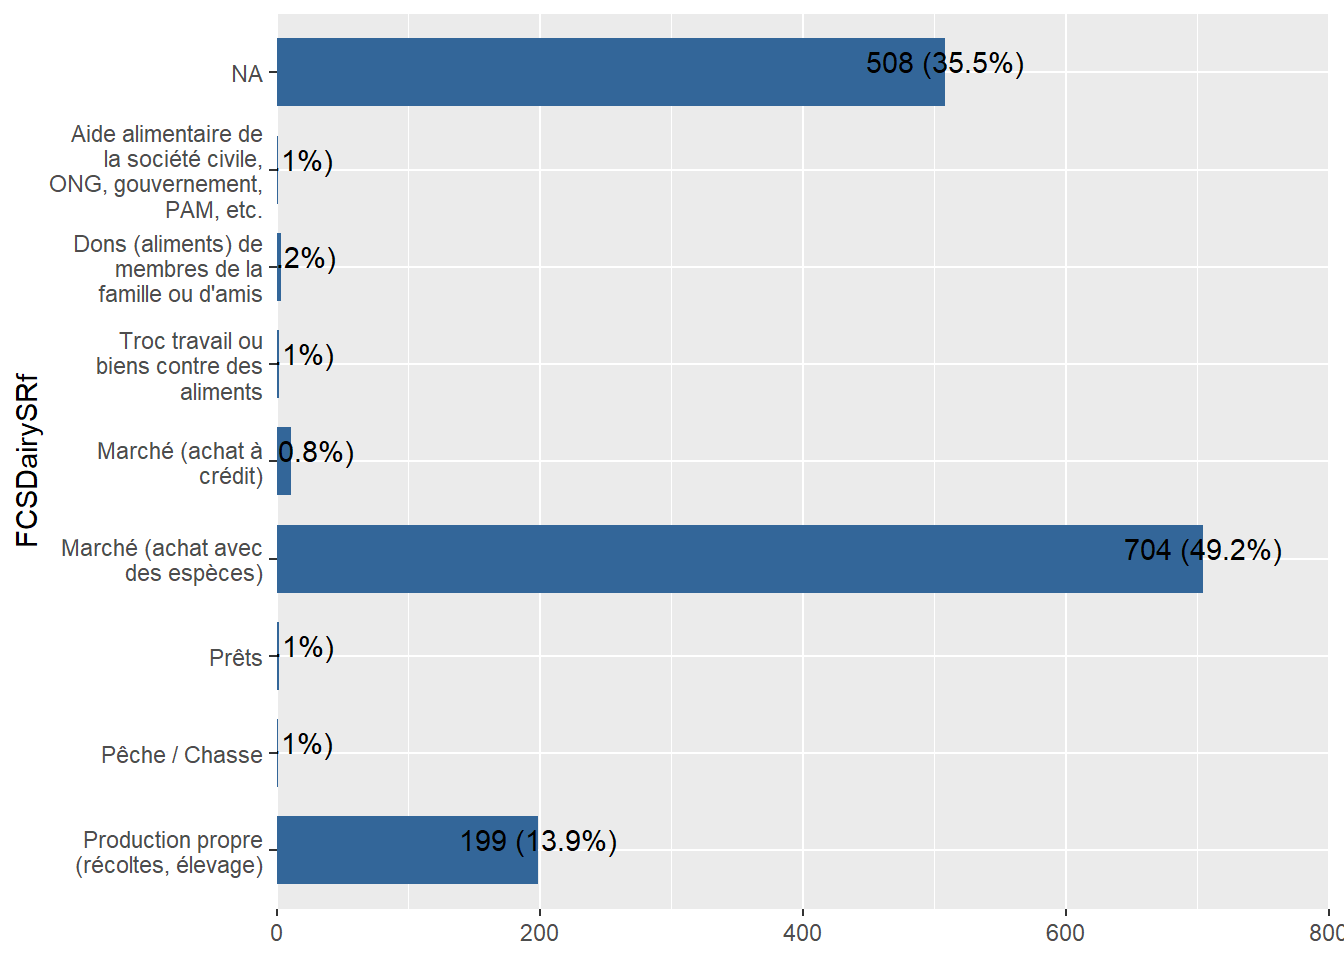 NA
508 (35.5%)
Aide alimentaire de
la société civile,
ONG, gouvernement,
PAM, etc.
1%)
Dons (aliments) de
membres de la
famille ou d'amis
.2%)
Troc travail ou
biens contre des
aliments
1%)
Marché (achat à
crédit)
0.8%)
Marché (achat avec
des espèces)
704 (49.2%)
Prêts
1%)
Pêche / Chasse
1%)
Production propre
(récoltes, élevage)
199 (13.9%)
FCSDairySRf
0
200
400
600
800